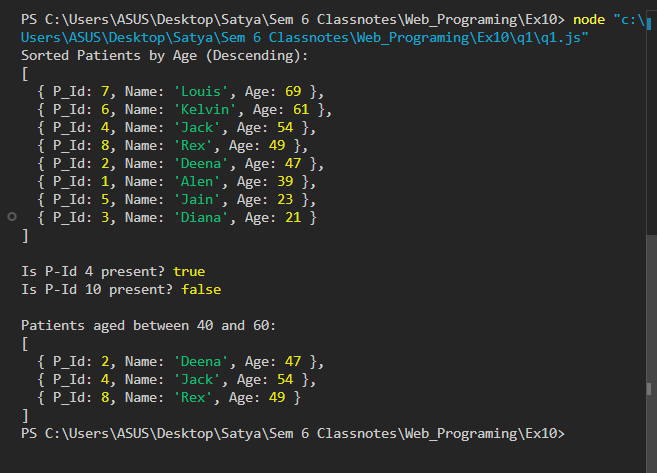 PS C:\Users\ASUS\Desktop\Satya\Sem 6 Classnotes\Web_Programing\Ex10> node "c:\
Users\ASUS\Desktop\Satya\Sem 6 Classnotes\Web_Programing\Ex10\q1\q1.js"
Sorted Patients by Age (Descending):
[
  { P_Id: 7, Name: 'Louis', Age: 69 },
  { P_Id: 6, Name: 'Kelvin', Age: 61 },
  { P_Id: 4, Name: 'Jack', Age: 54 },
  { P_Id: 8, Name: 'Rex', Age: 49 },
  { P_Id: 2, Name: 'Deena', Age: 47 },
  { P_Id: 1, Name: 'Alen', Age: 39 },
  { P_Id: 5, Name: 'Jain', Age: 23 },
  { P_Id: 3, Name: 'Diana', Age: 21 }
]

Is P-Id 4 present? true
Is P-Id 10 present? false

Patients aged between 40 and 60:
[
  { P_Id: 2, Name: 'Deena', Age: 47 },
  { P_Id: 4, Name: 'Jack', Age: 54 },
  { P_Id: 8, Name: 'Rex', Age: 49 }
]
PS C:\Users\ASUS\Desktop\Satya\Sem 6 Classnotes\Web_Programing\Ex10>